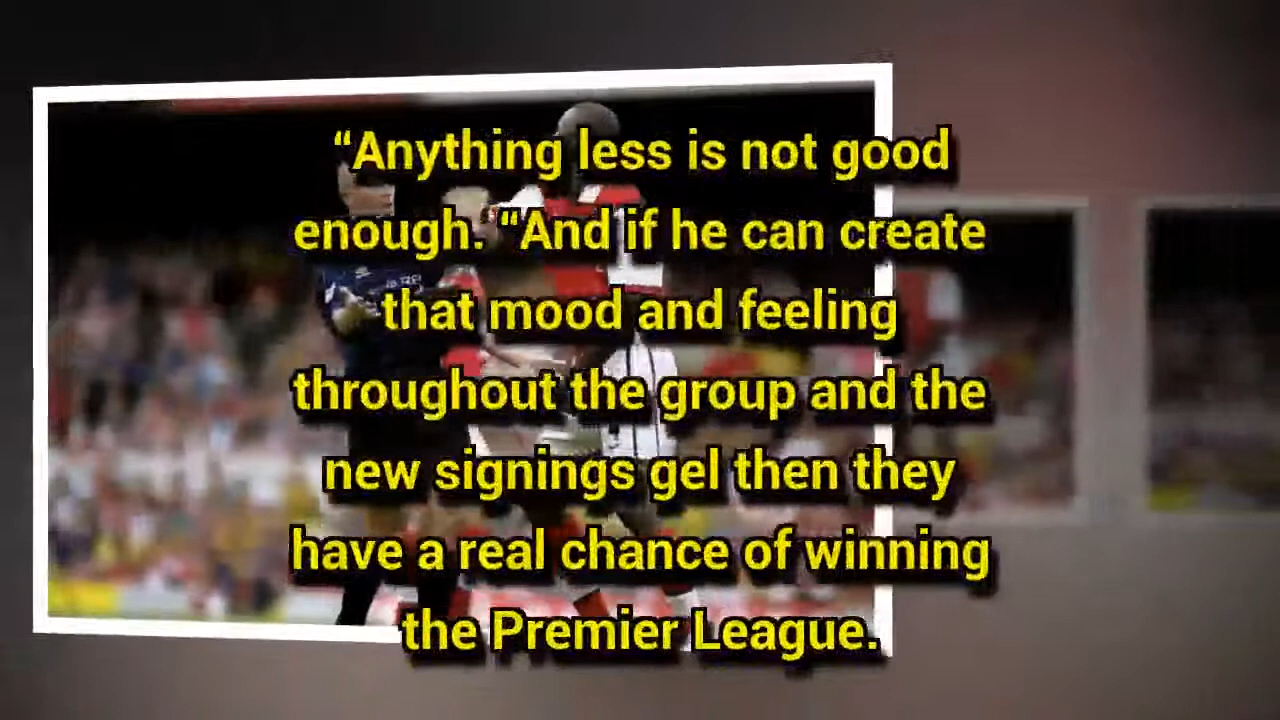 “Anything less is not good
enough. “And if he can create
that mood and feeling
throughout the group and the
new signings gel then they
have a real chance of winning
the Premier League.